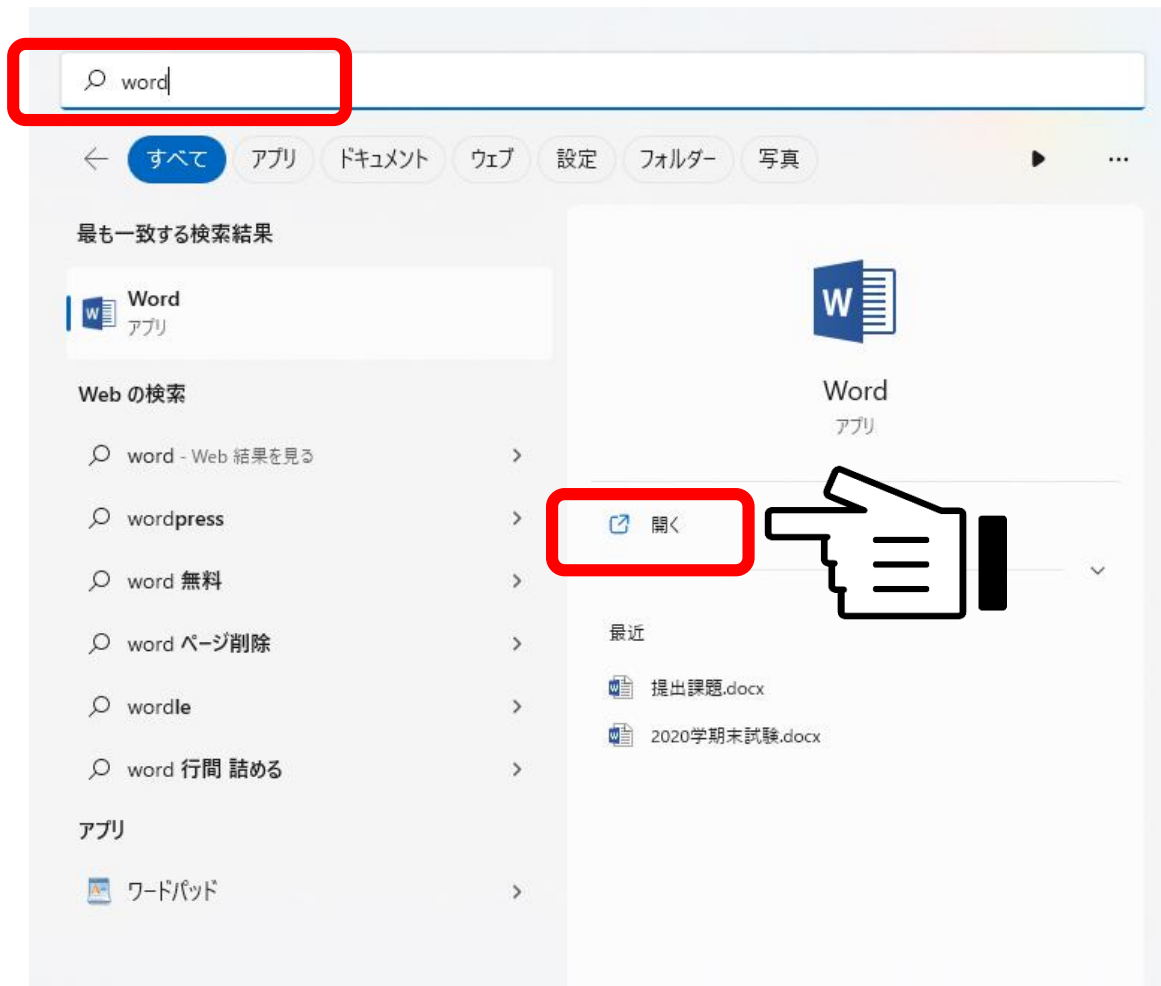 word
すべて アプリ ドキュメント ウェブ 設定 フォルダー 写真
最も一致する検索結果
Word
アプリ
Web の検索
word - Web 結果を見る
wordpress
word 無料
word ページ削除
wordle
word 行間 詰める
アプリ
ワードパッド
W
Word
アプリ
開く
最近
提出課題.docx
2020学期末試験.docx